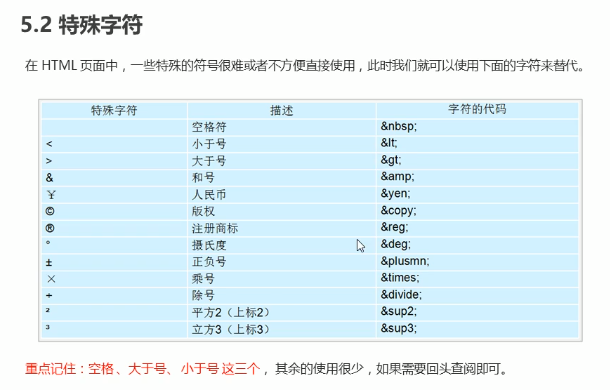 5.2 特殊字符
在 HTML 页面中，一些特殊的符号很难或者不方便直接使用，此时我们就可以使用下面的字符来替代。
特殊字符 描述 字符的代码
空格符 &nbsp;
< 小于号 &lt;
> 大于号 &gt;
& 和号 &amp;
￥ 人民币 &yen;
© 版权 &copy;
® 注册商标 &reg;
° 摄氏度 &deg;
± 正负号 &plusmn;
× 乘号 &times;
÷ 除号 &divide;
² 平方2（上标2） &sup2;
³ 立方3（上标3） &sup3;
重点记住：空格 、大于号、 小于号 这三个 ， 其余的使用很少，如果需要回头查阅即可。